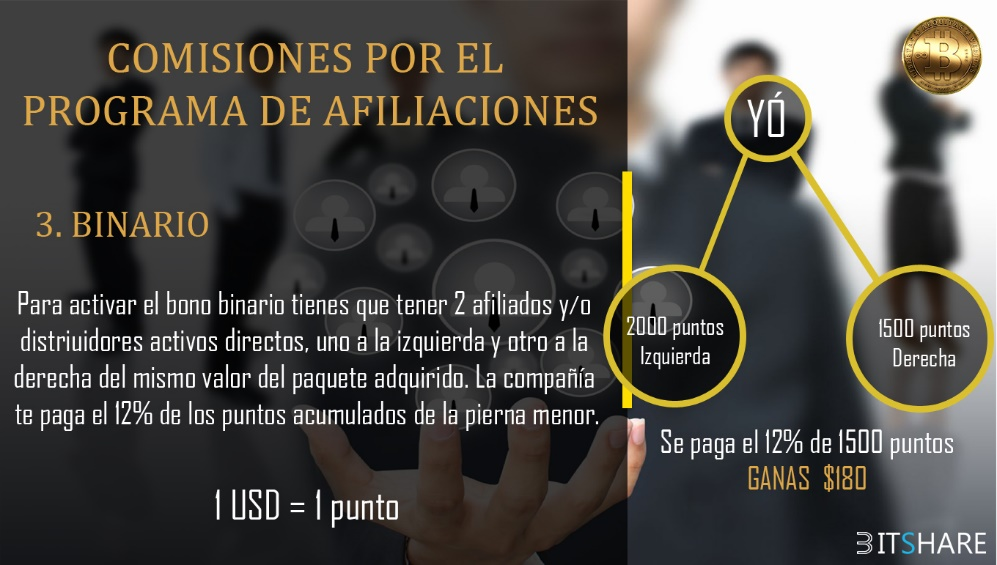 COMISIONES POR EL
PROGRAMA DE AFILIACIONES
3. BINARIO
Para activar el bono binario tienes que tener 2 afiliados y/o
distriuidores activos directos, uno a la izquierda y otro a la
derecha del mismo valor del paquete adquirido. La compañía
te paga el 12% de los puntos acumulados de la pierna menor.
1 USD = 1 punto
YÓ
2000 puntos
Izquierda
1500 puntos
Derecha
Se paga el 12% de 1500 puntos
GANAS $180
BITSHARE